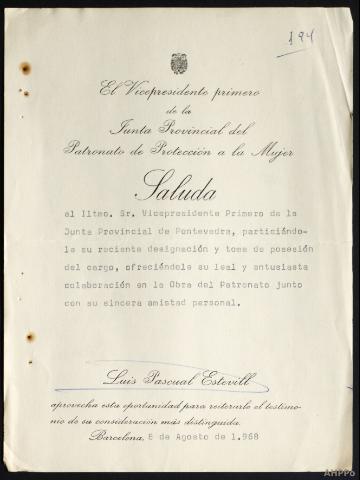 194
El Vicepresidente primero
de la
Junta Provincial del
Patronato de Protección a la Mujer
Saluda
al Iltmo. Sr. Vicepresidente Primero de la
Junta Provincial de Pontevedra, particiándo-
le su reciente designación y toma de posesión
del cargo, ofreciéndole su leal y entusiasta
colaboración en la Obra del Patronato junto
con su sincera amistad personal.
Luis Pascual Estevill
aprovecha esta oportunidad para reiterarle el testimo-
nio de su consideración más distinguida.
Barcelona, 6 de Agosto de 1.968
AHPPo